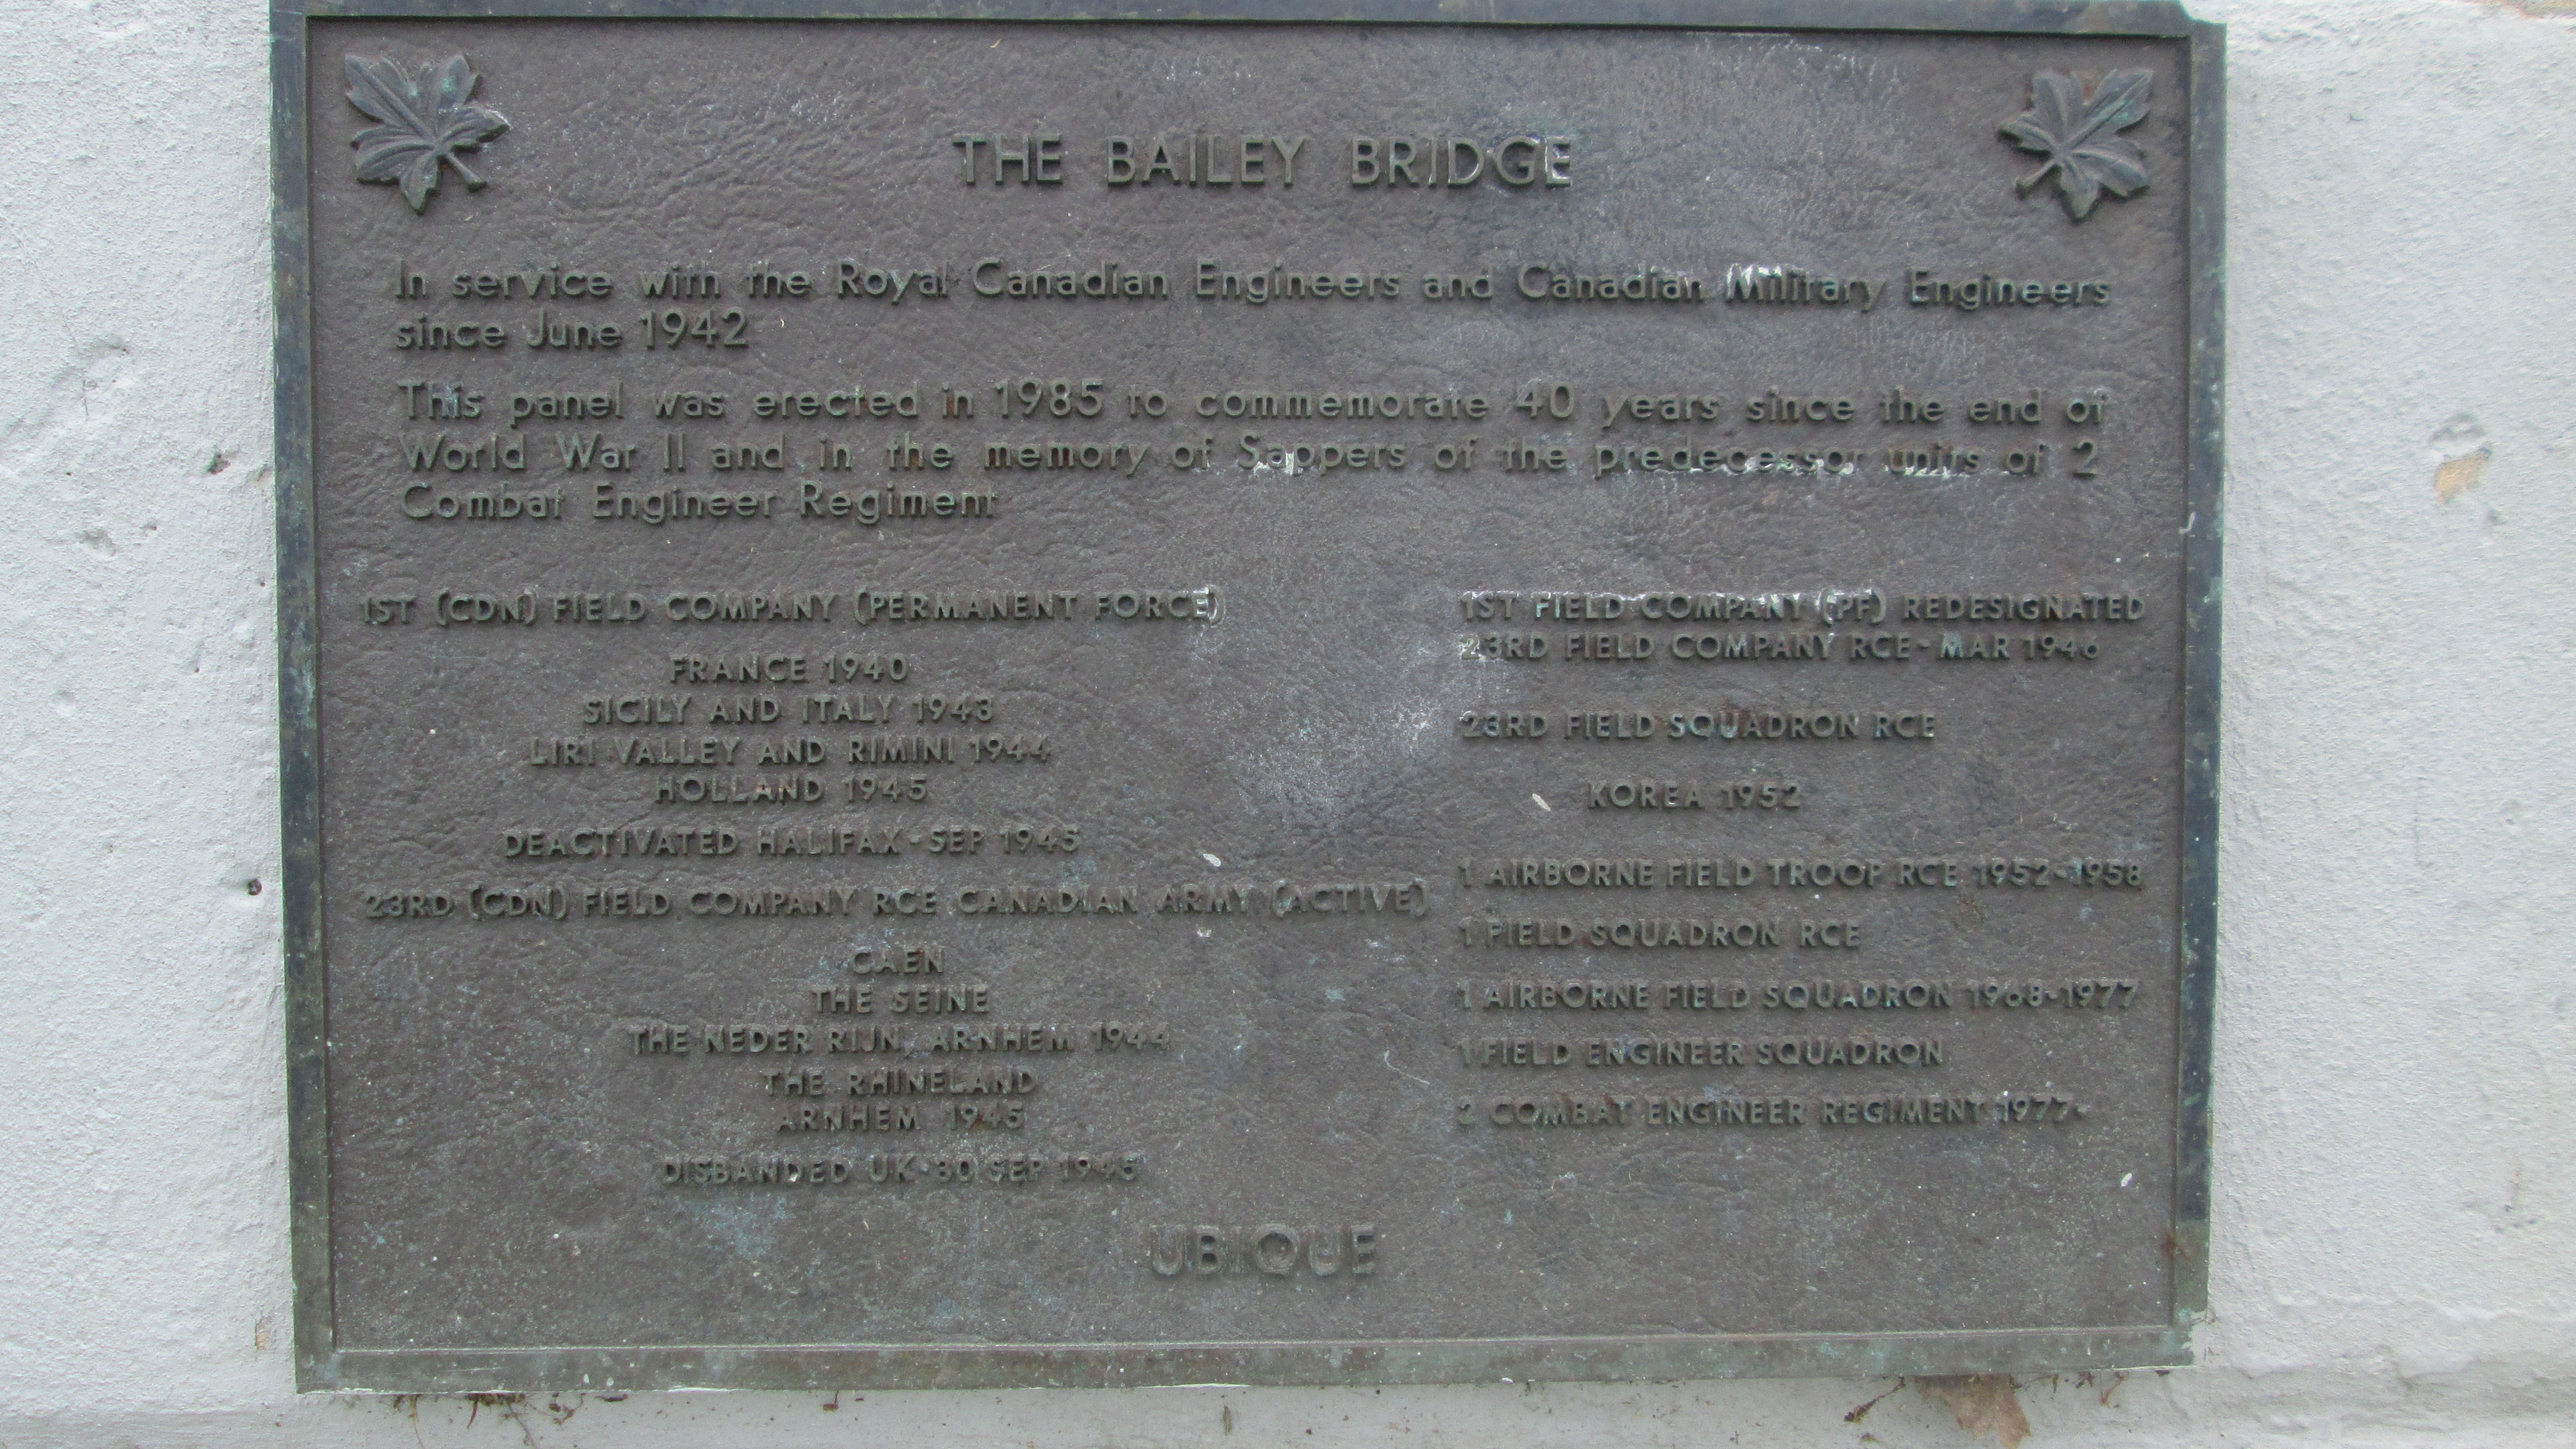 THE BAILEY BRIDGE
In service with the Royal Canadian Engineers and Canadian Military Engineers
since June 1942
This panel was erected in 1985 to commemorate 40 years since the end of
World War II and in the memory of Sappers of the predecessor units of 2
Combat Engineer Regiment
1ST (CDN) FIELD COMPANY (PERMANENT FORCE)
FRANCE 1940
SICILY AND ITALY 1943
LIRI VALLEY AND RIMINI 1944
HOLLAND 1945
DEACTIVATED HALIFAX - SEP 1945
23RD (CDN) FIELD COMPANY RCE CANADIAN ARMY (ACTIVE)
CAEN
THE SEINE
THE NEDER RIJN, ARNHEM 1944
THE RHINELAND
ARNHEM 1945
DISBANDED UK - 30 SEP 1945
1ST FIELD COMPANY (PF) REDESIGNATED
23RD FIELD COMPANY RCE - MAR 1946
23RD FIELD SQUADRON RCE
KOREA 1952
1 AIRBORNE FIELD TROOP RCE 1952-1958
1 FIELD SQUADRON RCE
1 AIRBORNE FIELD SQUADRON 1968-1977
1 FIELD ENGINEER SQUADRON
2 COMBAT ENGINEER REGIMENT 1977-
UBIQUE